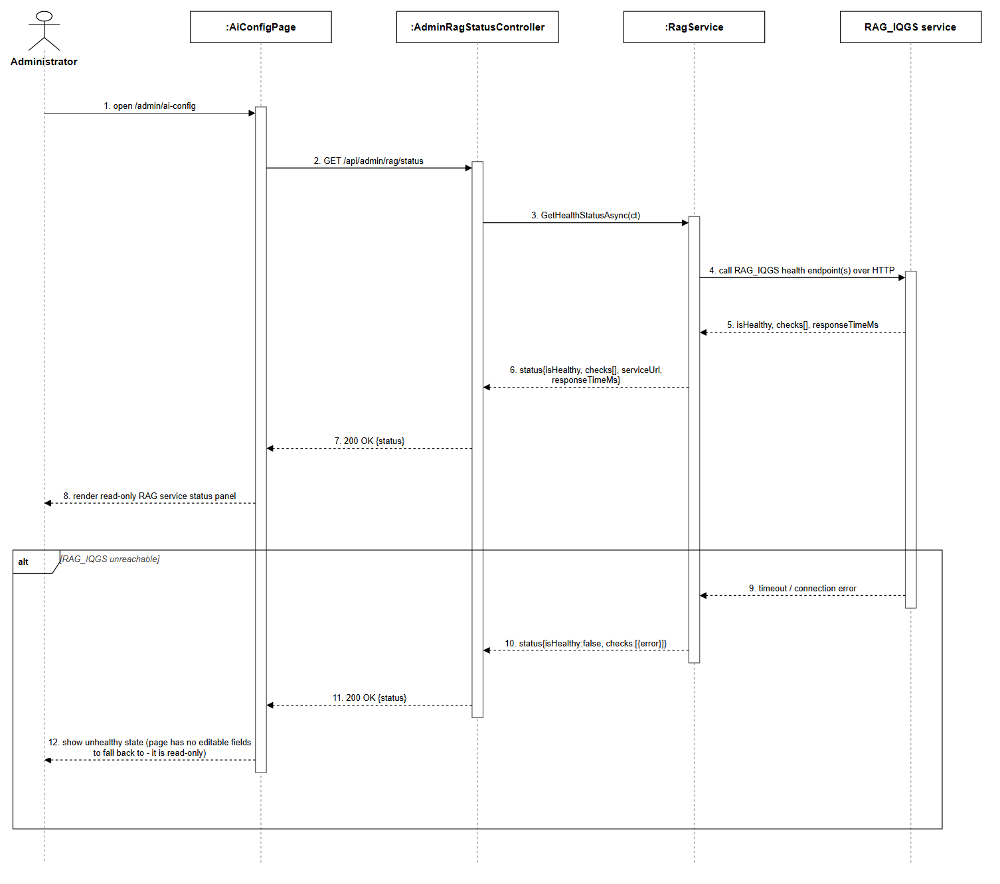 :AiConfigPage
:AdminRagStatusController
:RagService
RAG_IQGS service
Administrator
1. open /admin/ai-config
2. GET /api/admin/rag/status
3. GetHealthStatusAsync(ct)
4. call RAG_IQGS health endpoint(s) over HTTP
5. isHealthy, checks[], responseTimeMs
6. status{isHealthy, checks[], serviceUrl,
responseTimeMs}
7. 200 OK {status}
8. render read-only RAG service status panel
alt
[RAG_IQGS unreachable]
9. timeout / connection error
10. status{isHealthy:false, checks:[{error}]}
11. 200 OK {status}
12. show unhealthy state (page has no editable fields
to fall back to - it is read-only)